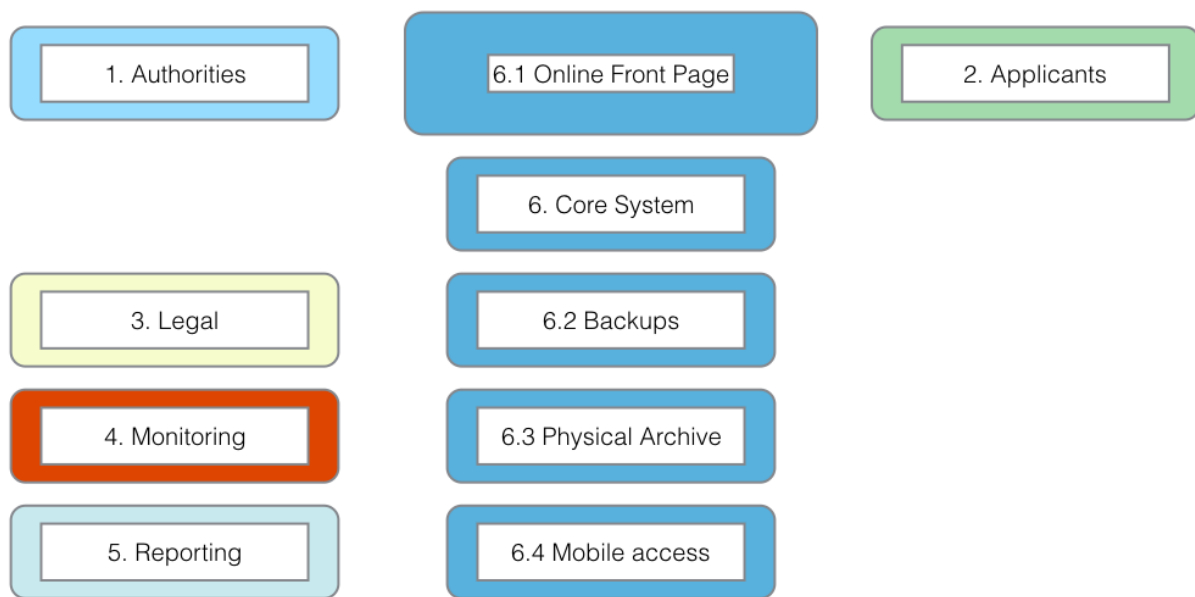 1. Authorities
6.1 Online Front Page
2. Applicants
6. Core System
3. Legal
6.2 Backups
4. Monitoring
6.3 Physical Archive
5. Reporting
6.4 Mobile access